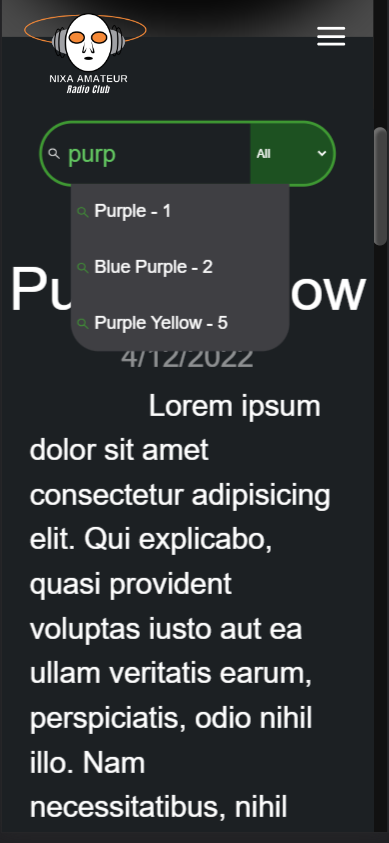 NIXA AMATEUR
Radio Club
purp
All
Purple - 1
Blue Purple - 2
Purple Yellow - 5
4/12/2022
Lorem ipsum
dolor sit amet
consectetur adipisicing
elit. Qui explicabo,
quasi provident
voluptas iusto aut ea
ullam veritatis earum,
perspiciatis, odio nihil
illo. Nam
necessitatibus, nihil